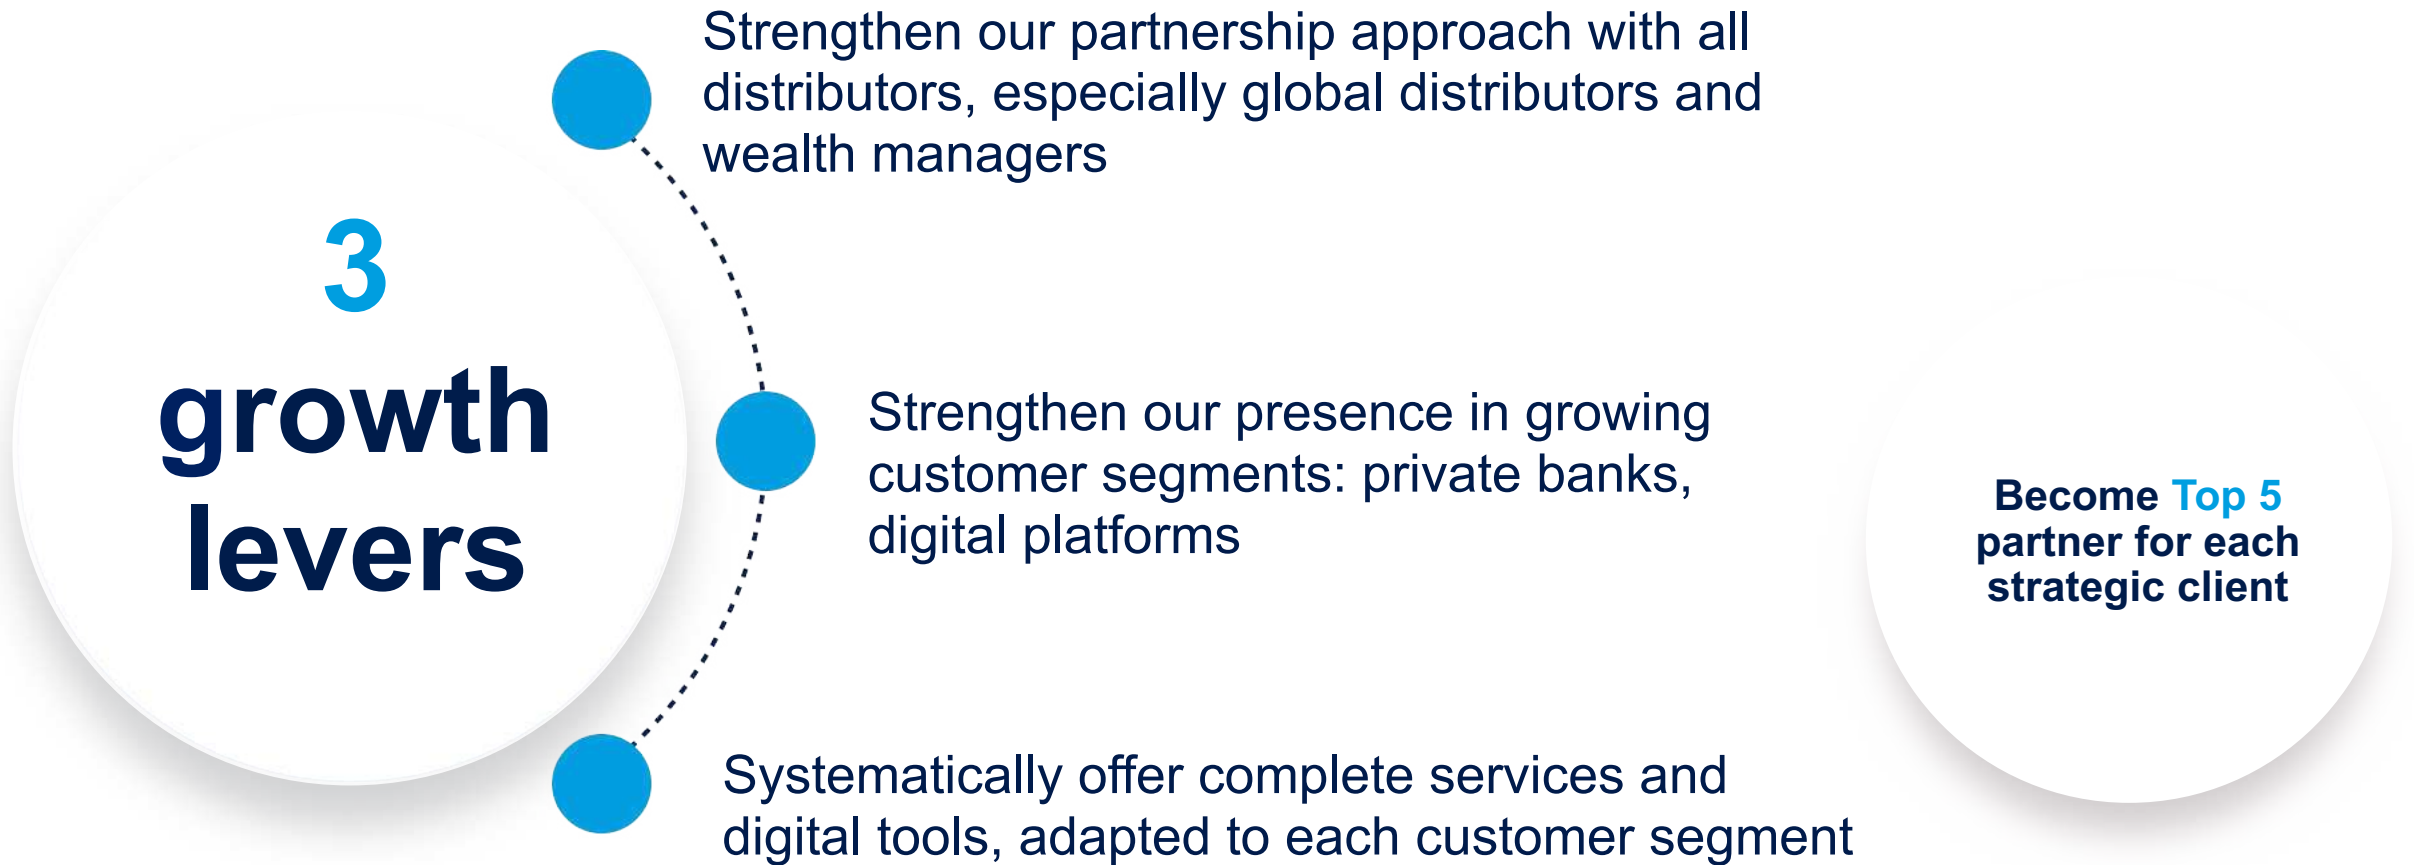 3
growth
levers
Strengthen our partnership approach with all
distributors, especially global distributors and
wealth managers
Strengthen our presence in growing
customer segments: private banks,
digital platforms
Systematically offer complete services and
digital tools, adapted to each customer segment
Become Top 5
partner for each
strategic client